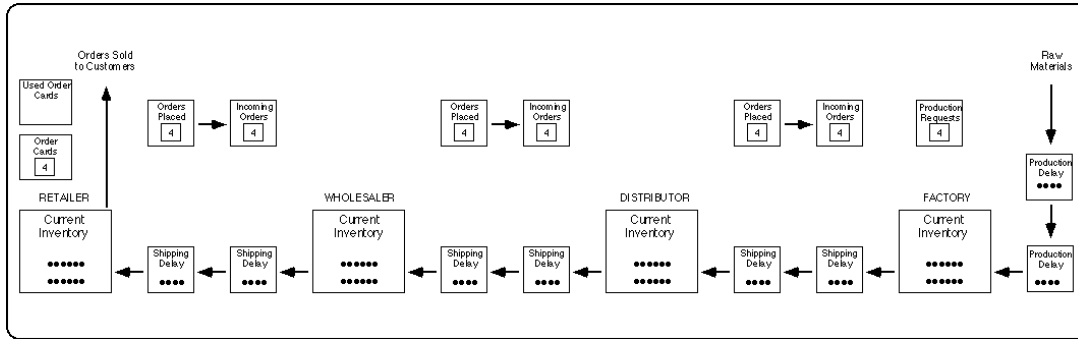 Orders Sold
to Customers
Raw
Materials
Used Order
Cards
Orders
Placed
4
Incoming
Orders
4
Orders
Placed
4
Incoming
Orders
4
Orders
Placed
4
Incoming
Orders
4
Production
Requests
4
Order
Cards
4
Production
Delay
RETAILER
WHOLESALER
DISTRIBUTOR
FACTORY
Current
Inventory
Shipping
Delay
Shipping
Delay
Current
Inventory
Shipping
Delay
Shipping
Delay
Current
Inventory
Shipping
Delay
Shipping
Delay
Current
Inventory
Production
Delay